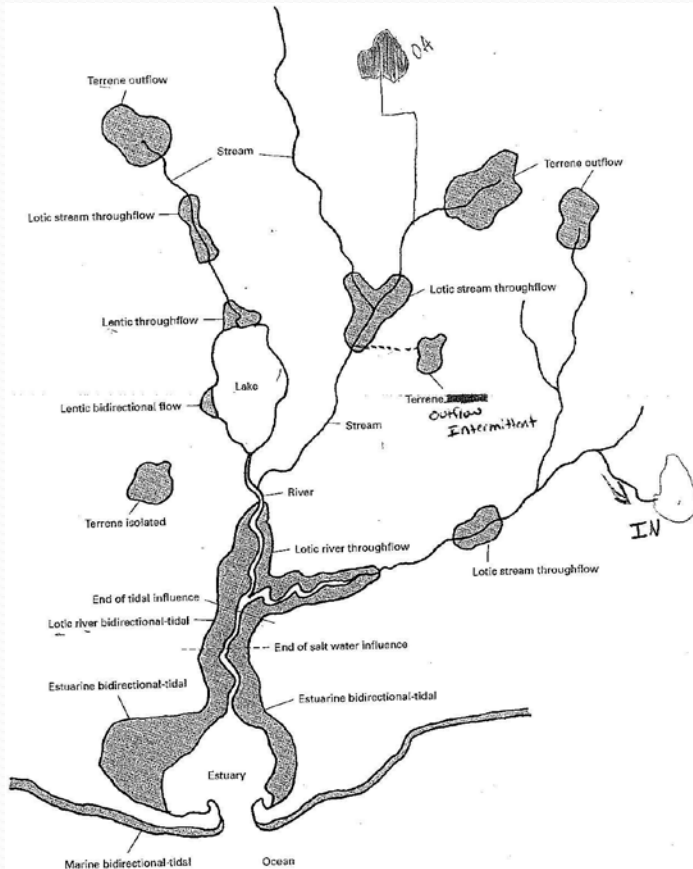 OA
Terrene outflow
Stream
Terrene outflow
Lotic stream throughflow
Lotic stream throughflow
Lentic throughflow
Lake
Lentic bidirectional flow
Terrene
Outflow
Intermittent
Stream
River
Terrene isolated
IN
Lotic river throughflow
Lotic stream throughflow
End of tidal influence
Lotic river bidirectional-tidal
End of salt water influence
Estuarine bidirectional-tidal
Estuarine bidirectional-tidal
Estuary
Marine bidirectional-tidal
Ocean